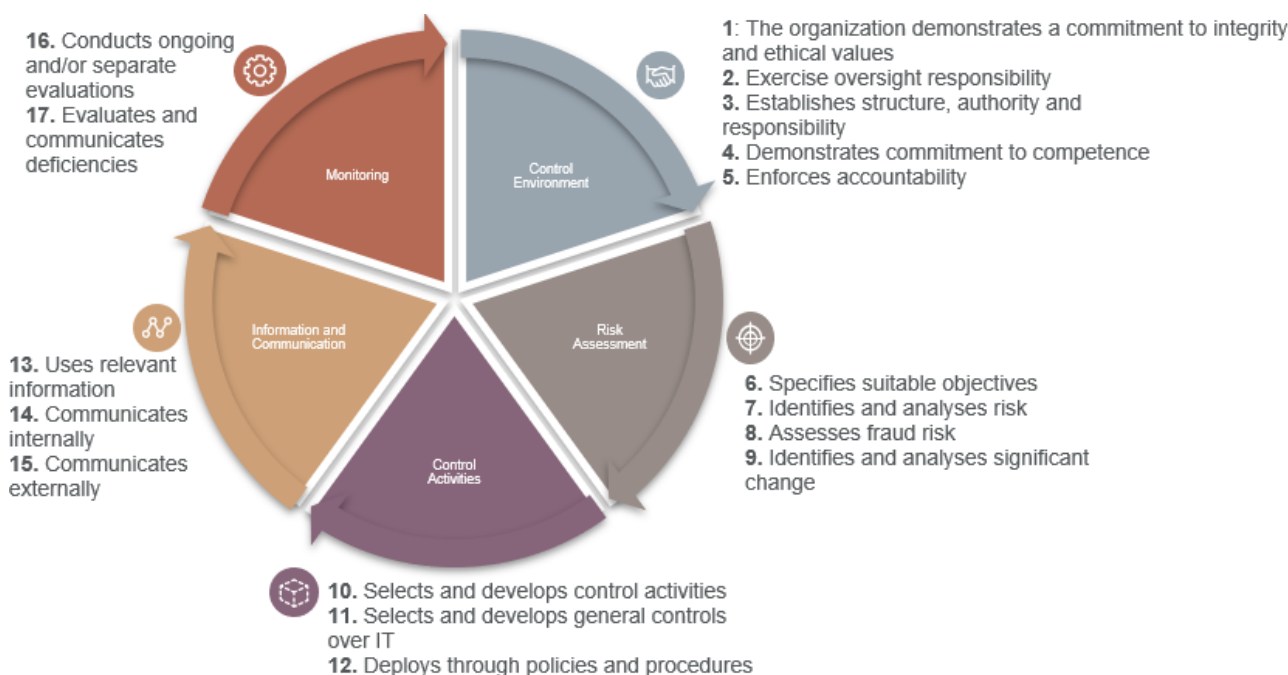 16. Conducts ongoing
and/or separate
evaluations
17. Evaluates and
communicates
deficiencies
1: The organization demonstrates a commitment to integrity
and ethical values
2. Exercise oversight responsibility
3. Establishes structure, authority and
responsibility
4. Demonstrates commitment to competence
5. Enforces accountability
Monitoring
Control
Environment
Information and
Communication
Risk
Assessment
13. Uses relevant
information
14. Communicates
internally
15. Communicates
externally
6. Specifies suitable objectives
7. Identifies and analyses risk
8. Assesses fraud risk
9. Identifies and analyses significant
change
Control
Activities
10. Selects and develops control activities
11. Selects and develops general controls
over IT
12. Deploys through policies and procedures